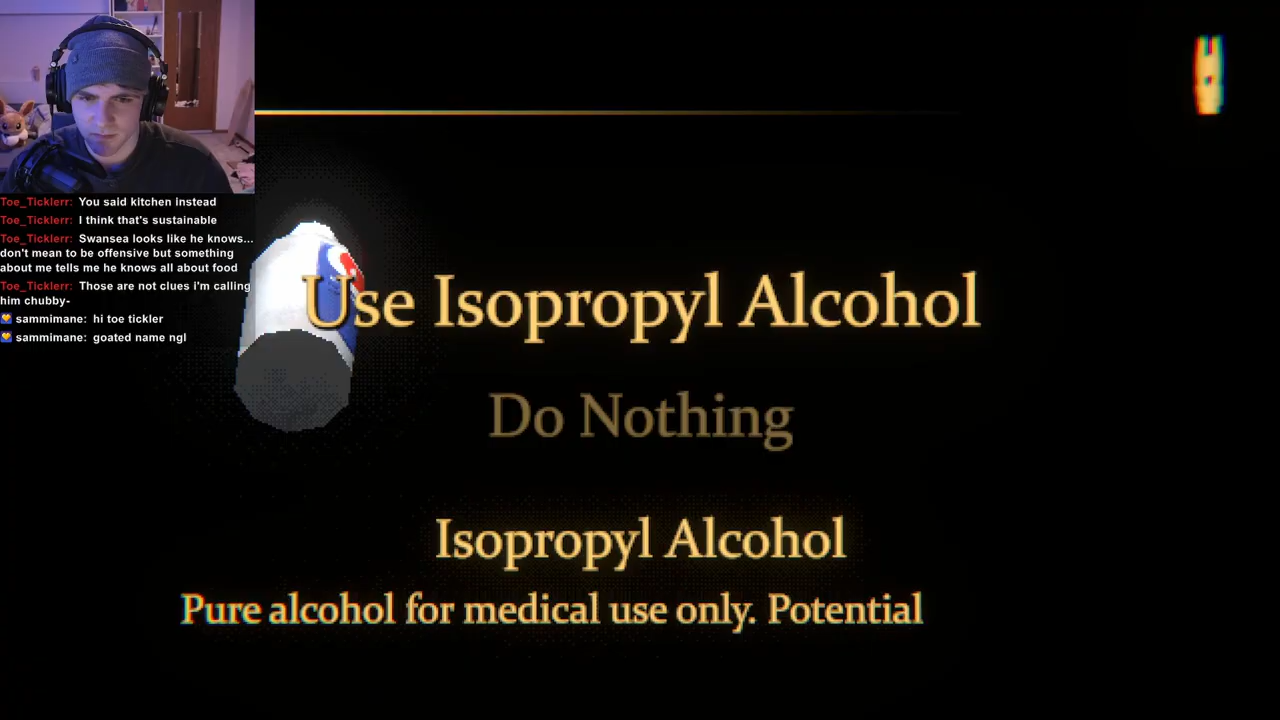 Toe_Ticklerr: You said kitchen instead
Toe_Ticklerr: I think that's sustainable
Toe_Ticklerr: Swansea looks like he knows...
don't mean to be offensive but something
about me tells me he knows all about food
Toe_Ticklerr: Those are not clues i'm calling
him chubby-
sammimane: hi toe tickler
sammimane: goated name ngl
Use Isopropyl Alcohol
Do Nothing
Isopropyl Alcohol
Pure alcohol for medical use only. Potential